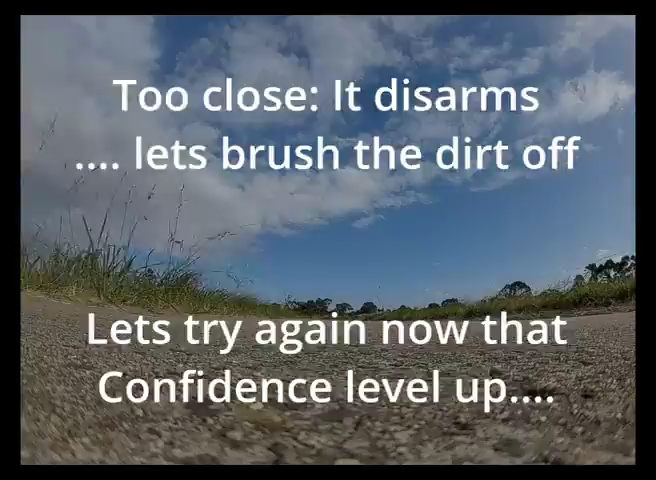 Too close: It disarms
.... lets brush the dirt off
Lets try again now that
Confidence level up....